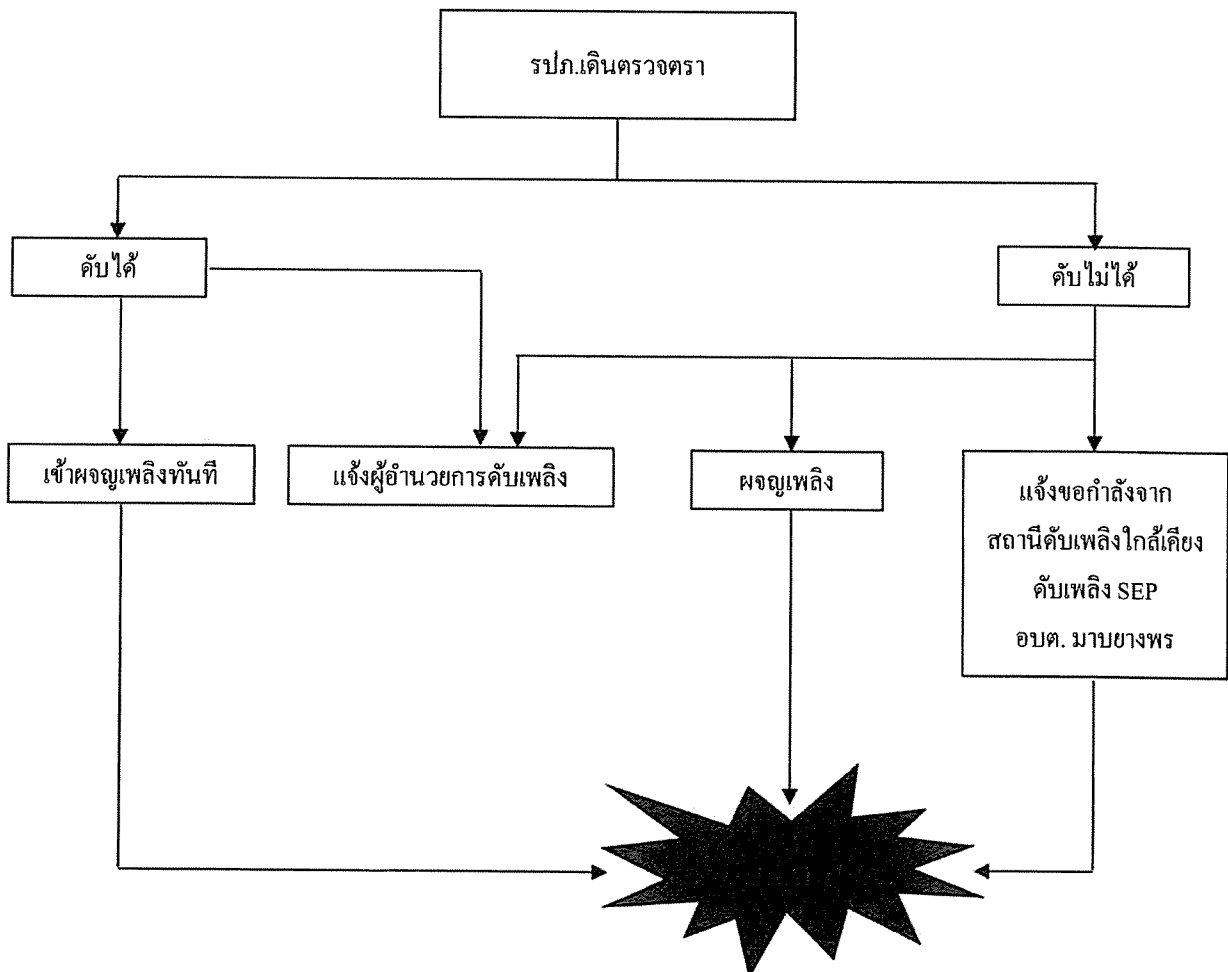 รปภ.เดินตรวจตรา
ดับได้
ดับไม่ได้
เข้าผจญเพลิงทันที
แจ้งผู้อำนวยการดับเพลิง
ผจญเพลิง
แจ้งขอกำลังจาก
สถานีดับเพลิงใกล้เคียง
ดับเพลิง SEP
อบต. มาบยางพร